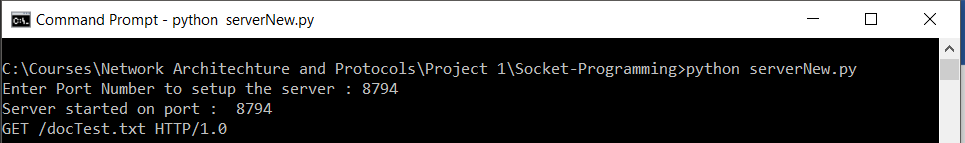 Command Prompt - python  serverNew.py
C:\Courses\Network Architechture and Protocols\Project 1\Socket-Programming>python serverNew.py
Enter Port Number to setup the server : 8794
Server started on port :  8794
GET /docTest.txt HTTP/1.0